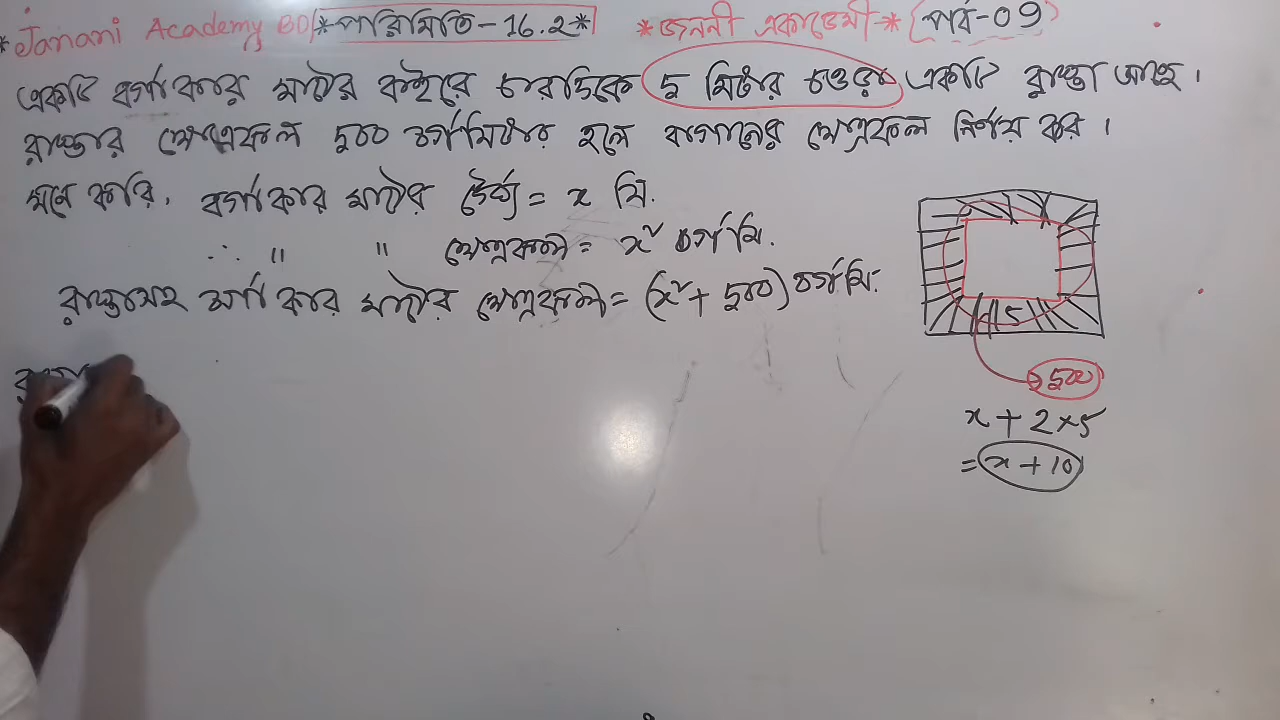 *Janani Academy BD/*পরিমিতি-16.2* *জননী একাডেমী-* (পার্ব-09)
একটি বর্গাকার মাঠের বাইরে চারদিকে 5 মিটার চওড়া একটি রাস্তা আছে।
রাস্তার ক্ষেত্রফল 500 বর্গমিটার হলে বাগানের ক্ষেত্রফল নির্ণয় কর।
মনে করি, বর্গাকার মাঠের দৈর্ঘ্য = x মি.
∴ " " ক্ষেত্রফল = x² বর্গমি.
রাস্তাসহ বর্গাকার মাঠের ক্ষেত্রফল = (x² + 500) বর্গমি.
5
500
x + 2×5
= x + 10